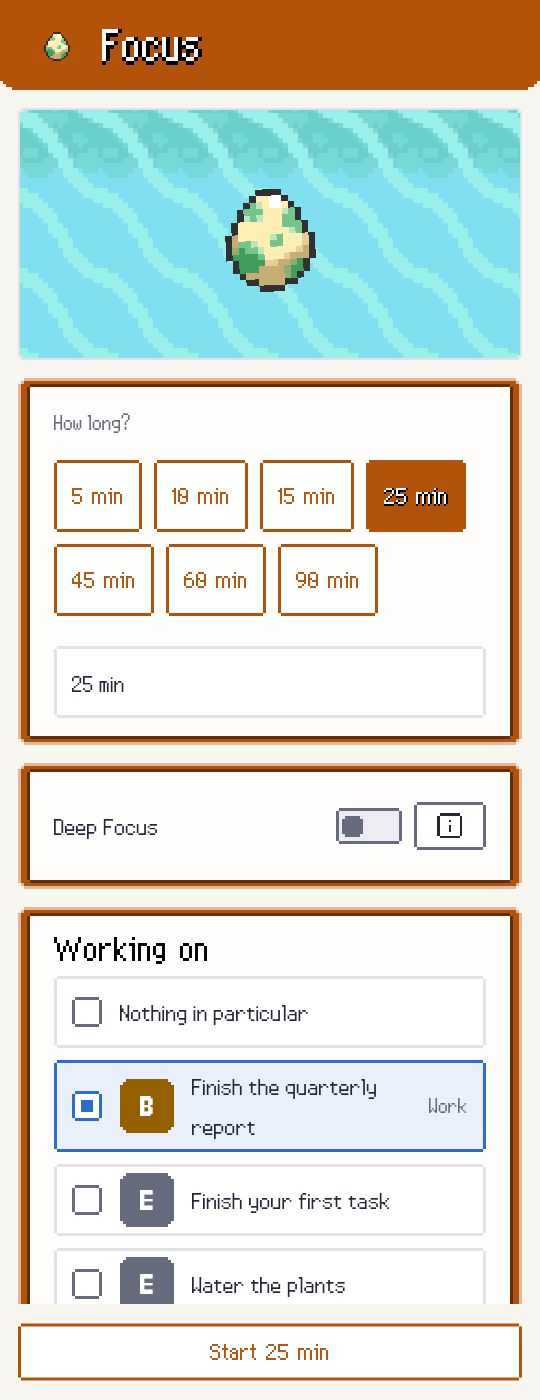 Focus
How long?
5 min
10 min
15 min
25 min
45 min
60 min
90 min
25 min
Deep Focus
i
Working on
Nothing in particular
B
Finish the quarterly
report
Work
E
Finish your first task
E
Water the plants
Start 25 min